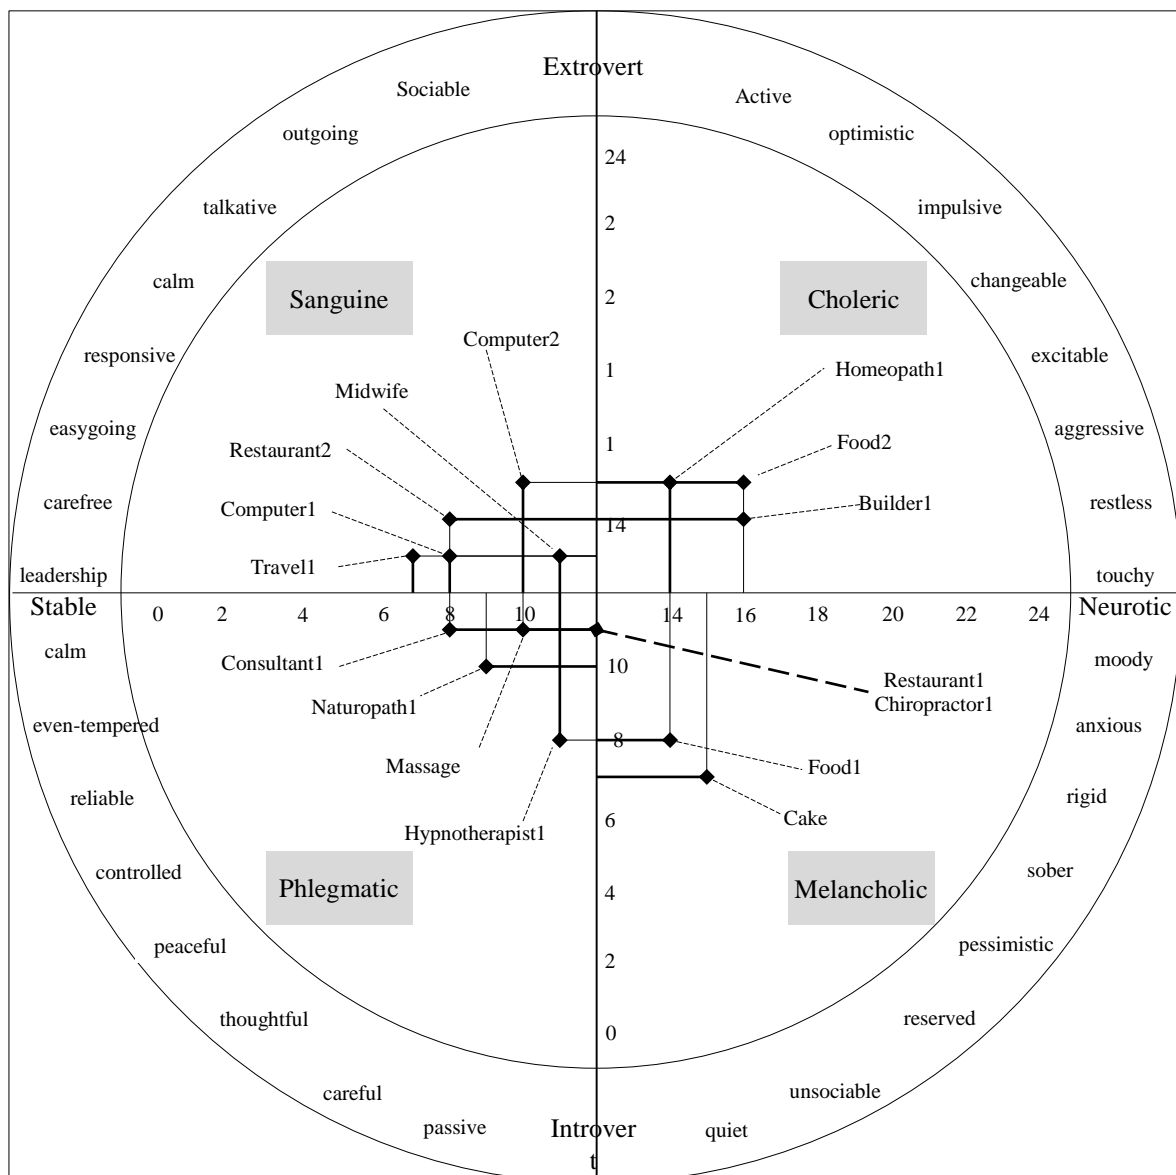 Extrovert
Sociable
Active
outgoing
optimistic
24
talkative
impulsive
2
calm
changeable
Sanguine
2
Choleric
Computer2
responsive
excitable
1
Homeopath1
Midwife
easygoing
aggressive
1
Food2
Restaurant2
carefree
restless
Computer1
Builder1
14
Travel1
leadership
touchy
Stable
0 2 4 6 8 10 14 16 18 20 22 24
Neurotic
calm
moody
Consultant1
10
Restaurant1
Chiropractor1
Naturopath1
even-tempered
anxious
8
Massage
Food1
reliable
rigid
6
Cake
Hypnotherapist1
controlled
sober
Phlegmatic
4
Melancholic
peaceful
pessimistic
2
thoughtful
reserved
0
careful
unsociable
passive
Introver
t
quiet